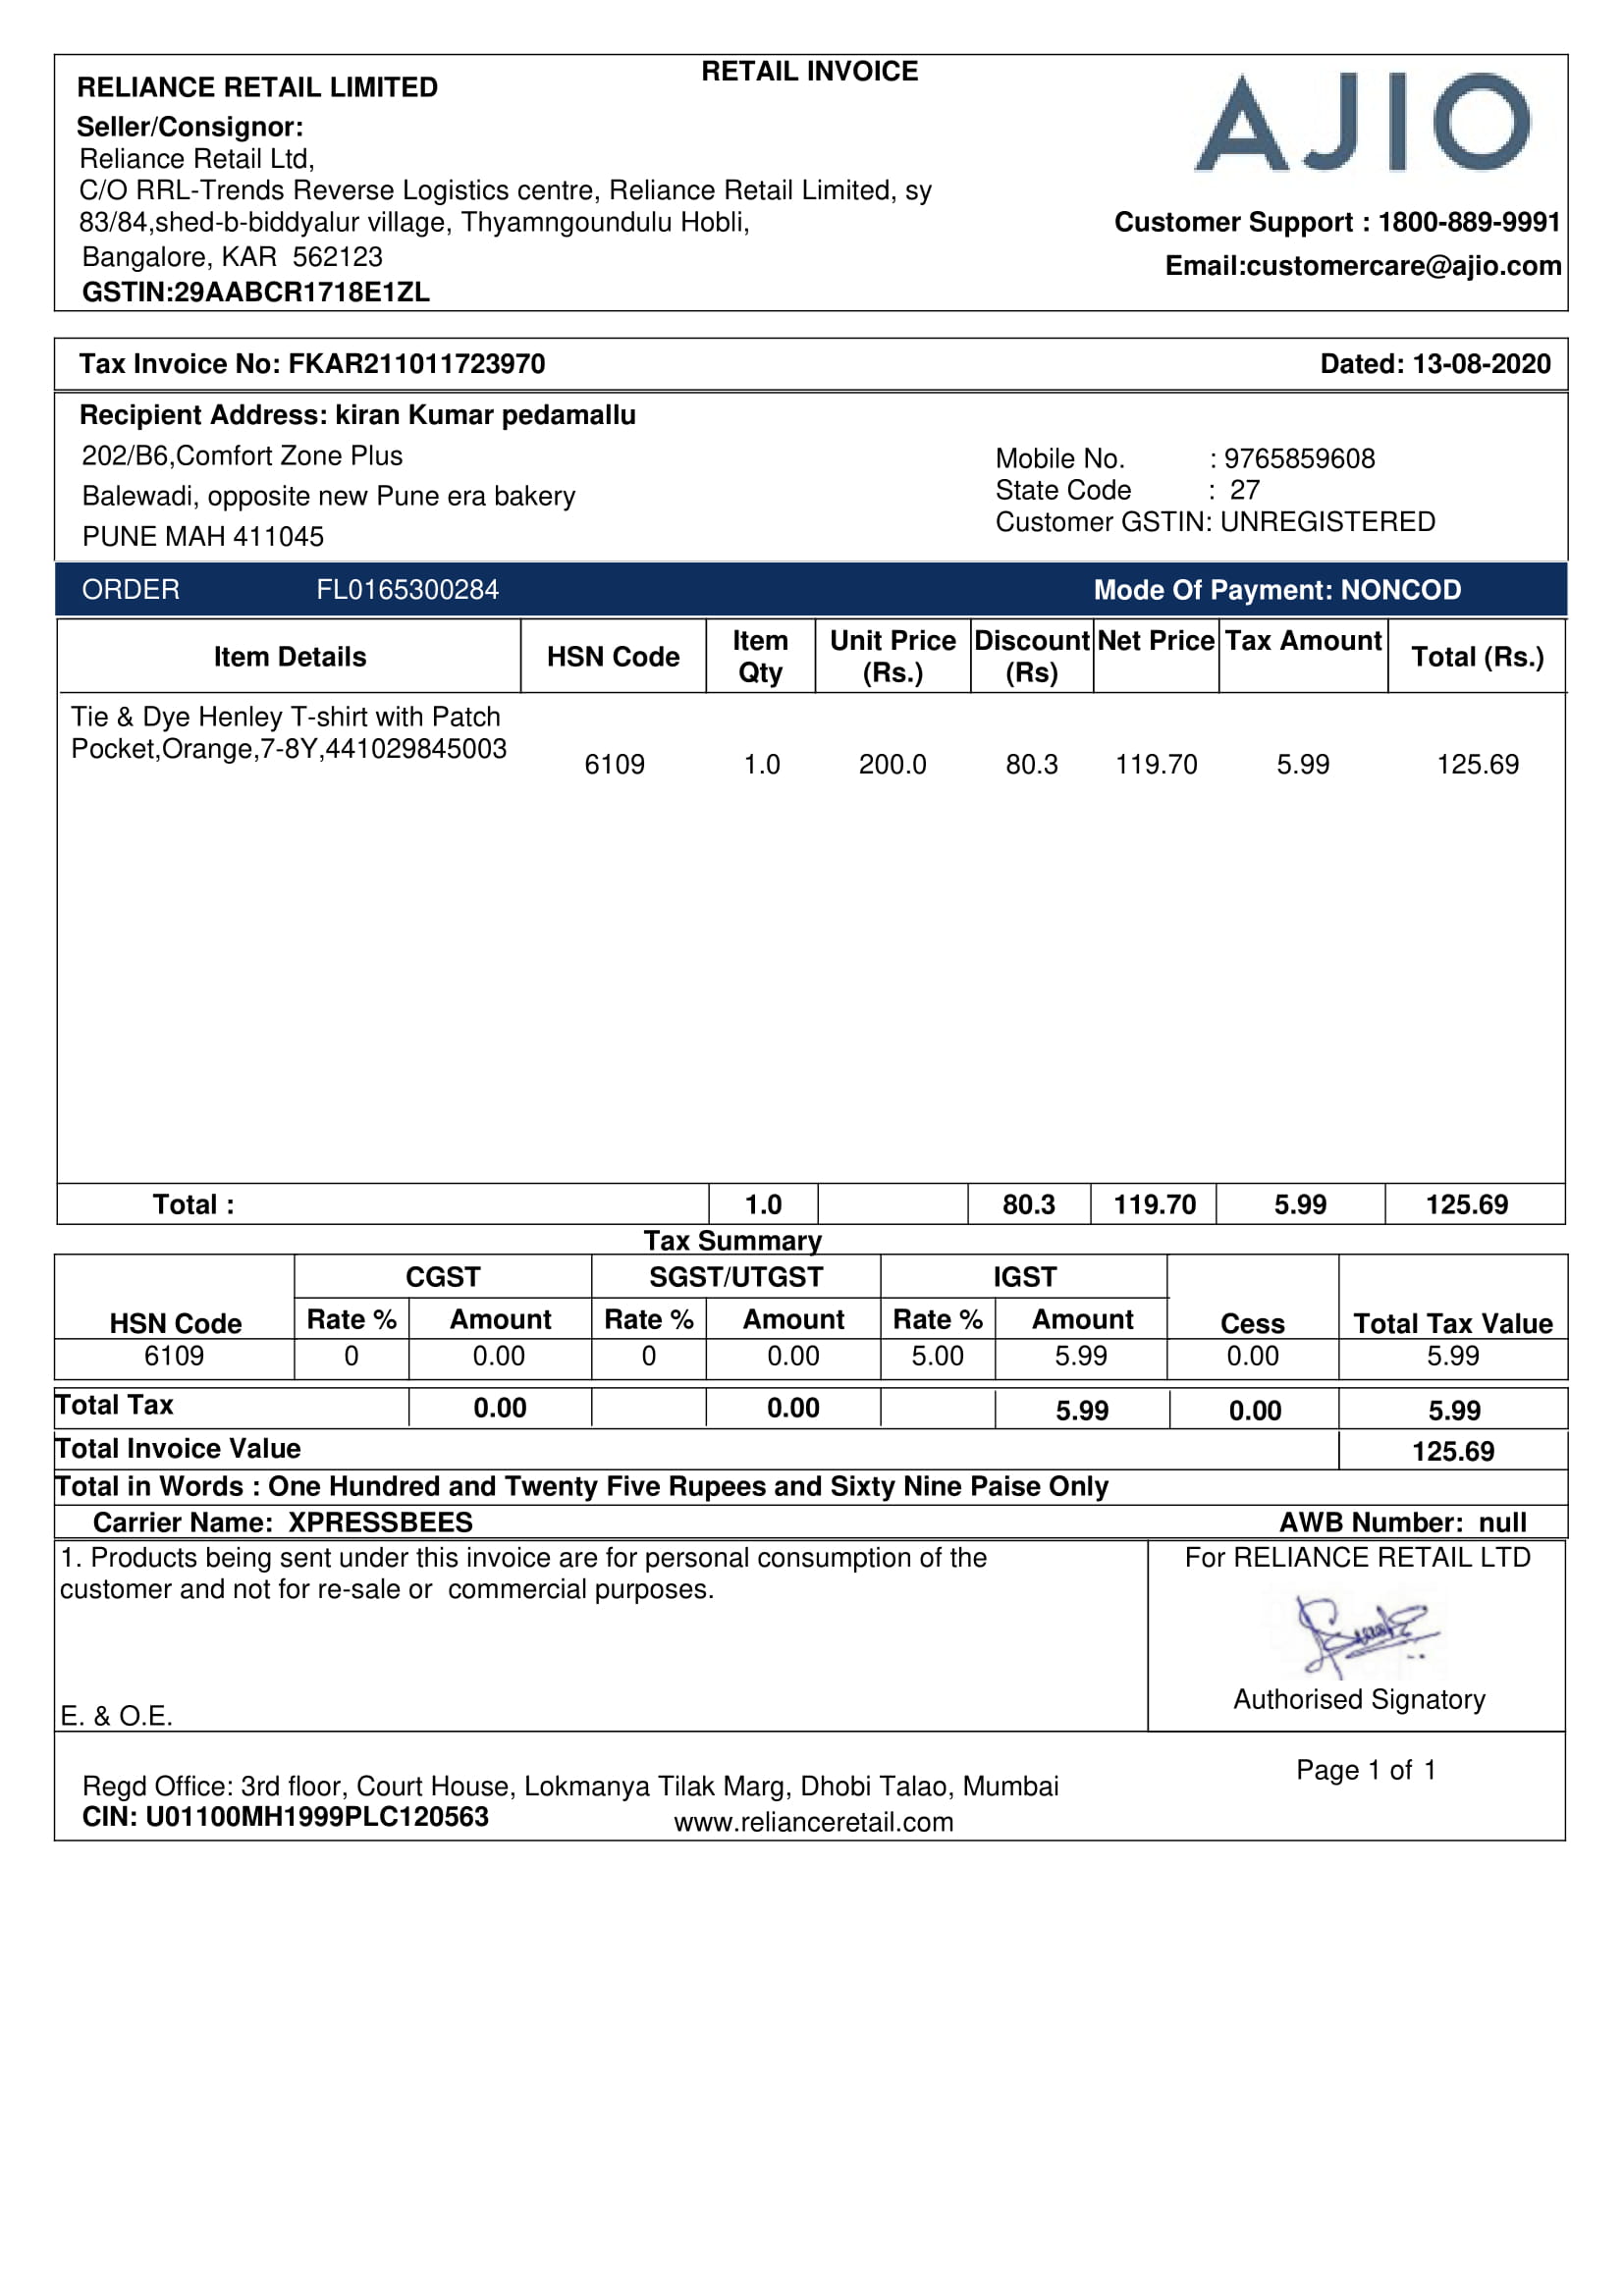 RETAIL INVOICE
RELIANCE RETAIL LIMITED
AJIO
Seller/Consignor:
Reliance Retail Ltd,
C/O RRL-Trends Reverse Logistics centre, Reliance Retail Limited, sy
83/84,shed-b-biddyalur village, Thyamngoundulu Hobli,
Bangalore, KAR 562123
GSTIN:29AABCR1718E1ZL
Customer Support : 1800-889-9991
Email:customercare@ajio.com
Tax Invoice No: FKAR211011723970 Dated: 13-08-2020
Recipient Address: kiran Kumar pedamallu
202/B6,Comfort Zone Plus
Balewadi, opposite new Pune era bakery
PUNE MAH 411045
Mobile No. : 9765859608
State Code : 27
Customer GSTIN: UNREGISTERED
ORDER FL0165300284 Mode Of Payment: NONCOD
Item Details HSN Code Item Qty Unit Price (Rs.) Discount (Rs) Net Price Tax Amount Total (Rs.)
Tie & Dye Henley T-shirt with Patch
Pocket,Orange,7-8Y,441029845003
6109 1.0 200.0 80.3 119.70 5.99 125.69
Total : 1.0 80.3 119.70 5.99 125.69
Tax Summary
CGST SGST/UTGST IGST
HSN Code Rate % Amount Rate % Amount Rate % Amount Cess Total Tax Value
6109 0 0.00 0 0.00 5.00 5.99 0.00 5.99
Total Tax 0.00 0.00 5.99 0.00 5.99
Total Invoice Value 125.69
Total in Words : One Hundred and Twenty Five Rupees and Sixty Nine Paise Only
Carrier Name: XPRESSBEES AWB Number: null
1. Products being sent under this invoice are for personal consumption of the
customer and not for re-sale or commercial purposes.
E. & O.E.
For RELIANCE RETAIL LTD
Authorised Signatory
Page 1 of 1
Regd Office: 3rd floor, Court House, Lokmanya Tilak Marg, Dhobi Talao, Mumbai
CIN: U01100MH1999PLC120563 www.relianceretail.com